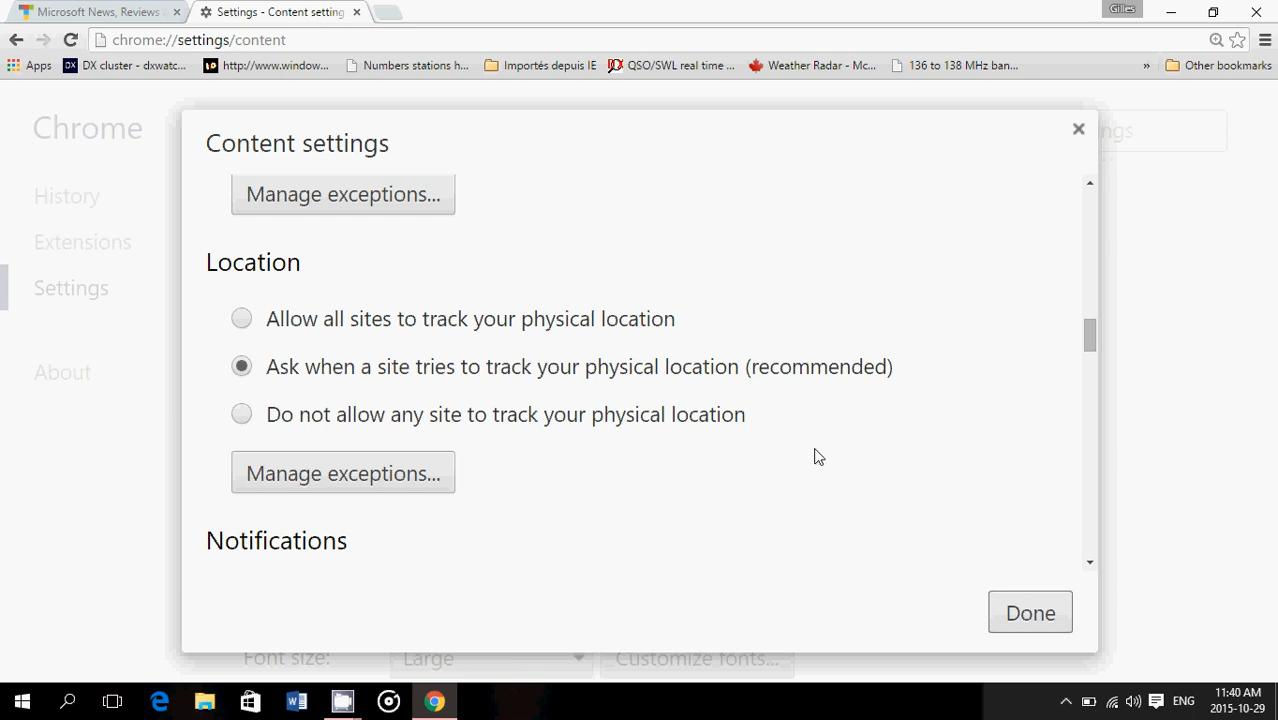 Microsoft News, Reviews
Settings - Content setting
Gilles
chrome://settings/content
Apps
DX cluster - dxwatc...
http://www.window...
Numbers stations h...
Importés depuis IE
QSO/SWL real time ...
Weather Radar - Mc...
136 to 138 MHz ban...
»
Other bookmarks
Chrome
ngs
History
Extensions
Settings
About
Content settings
Manage exceptions...
Location
Allow all sites to track your physical location
Ask when a site tries to track your physical location (recommended)
Do not allow any site to track your physical location
Manage exceptions...
Notifications
Done
Font size:
Large
Customize fonts...
ENG
11:40 AM
2015-10-29